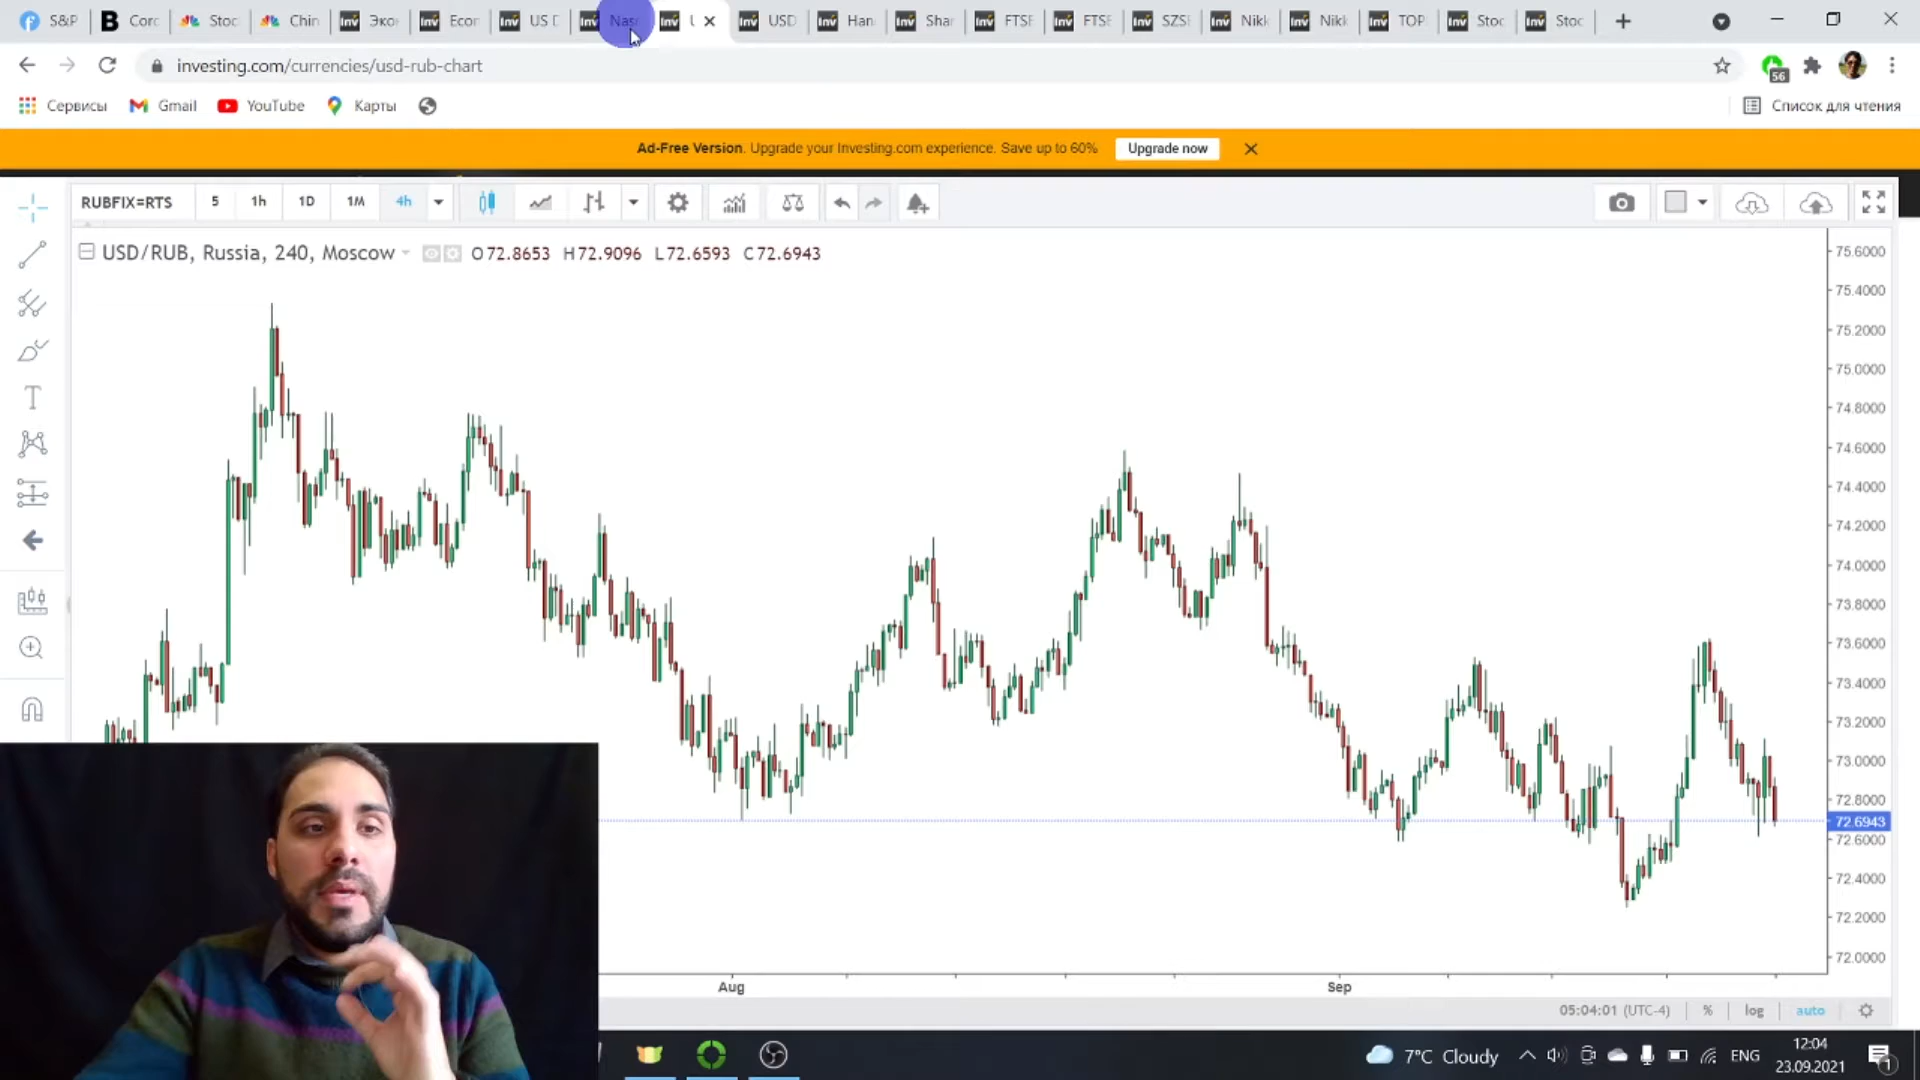 S&P
Corc
Stoc
Chin
Эко
Econ
US D
Nas
USD
Han
Shar
FTSE
FTSE
SZSE
Nikk
Nikk
TOP
Stoc
Stoc
investing.com/currencies/usd-rub-chart
56
Сервисы
Gmail
YouTube
Карты
Список для чтения
Ad-Free Version. Upgrade your Investing.com experience. Save up to 60%
Upgrade now
RUBFIX=RTS
5
1h
1D
1M
4h
USD/RUB, Russia, 240, Moscow
O72.8653 H72.9096 L72.6593 C72.6943
75.6000
75.4000
75.2000
75.0000
74.8000
74.6000
74.4000
74.2000
74.0000
73.8000
73.6000
73.4000
73.2000
73.0000
72.8000
72.6943
72.6000
72.4000
72.2000
72.0000
Aug
Sep
05:04:01 (UTC-4)
%
log
auto
7°C Cloudy
ENG
12:04
23.09.2021
1